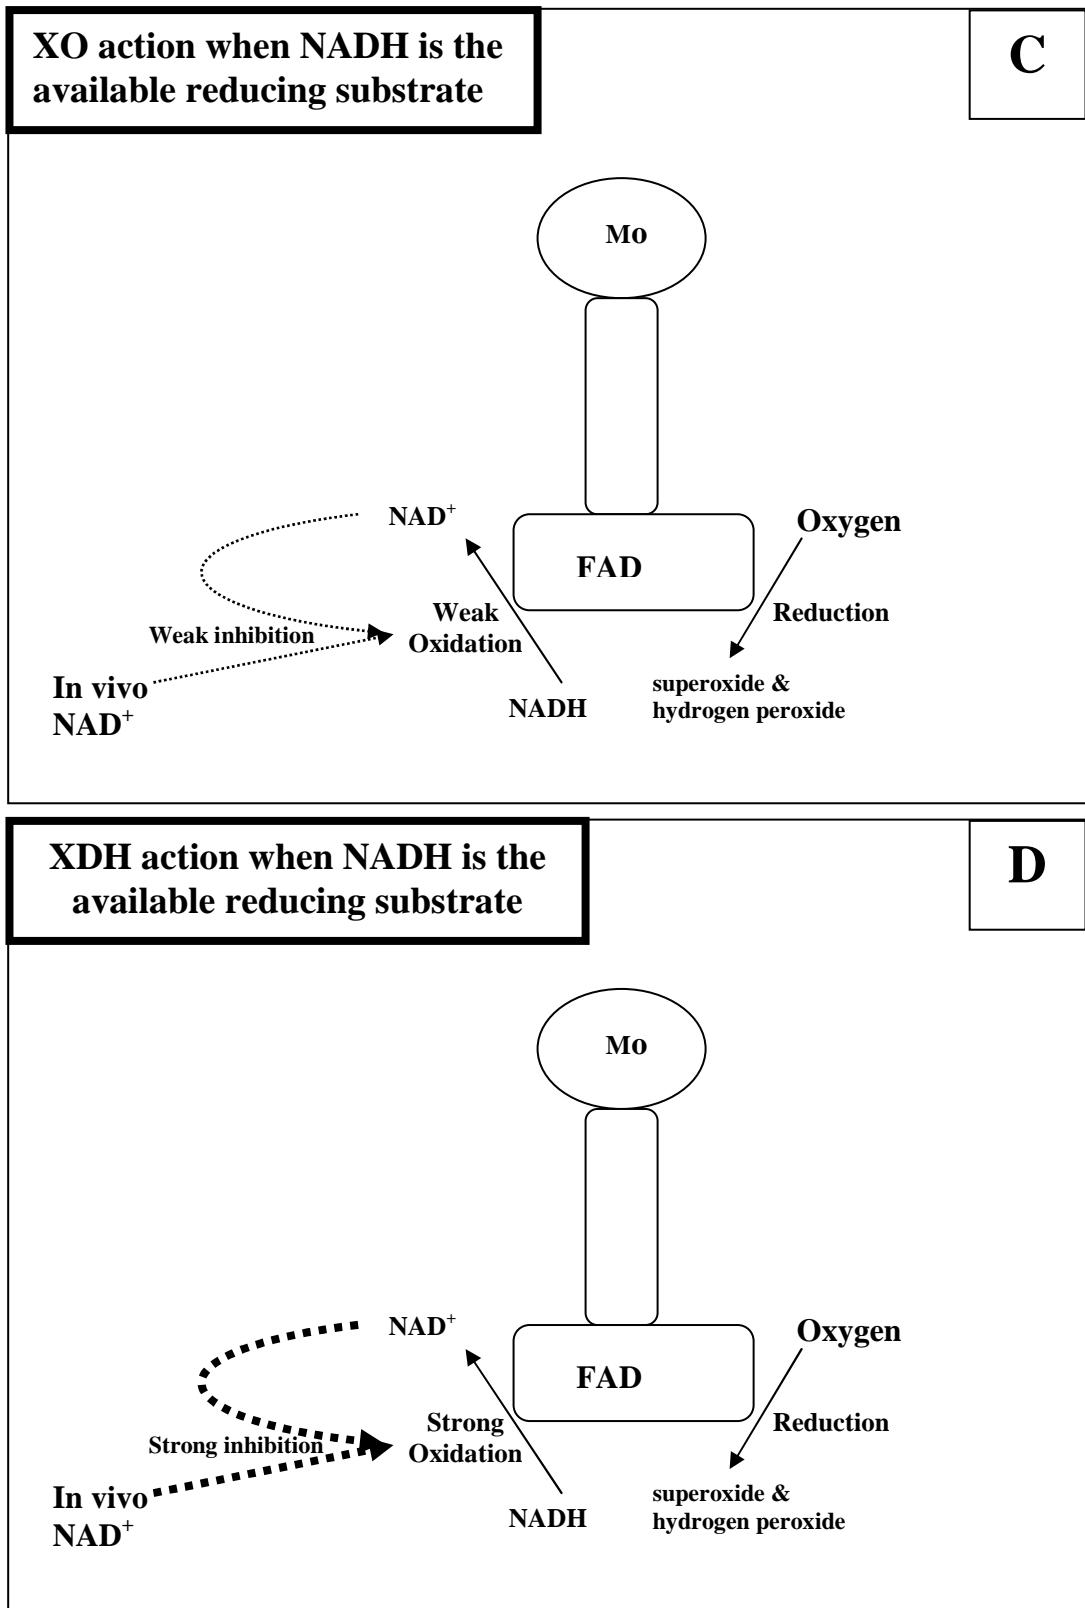 XO action when NADH is the
available reducing substrate
C
Mo
NAD⁺
Oxygen
FAD
Weak
Oxidation
Reduction
Weak inhibition
In vivo
NAD⁺
NADH
superoxide &
hydrogen peroxide
XDH action when NADH is the
available reducing substrate
D
Mo
NAD⁺
Oxygen
FAD
Strong
Oxidation
Reduction
Strong inhibition
In vivo
NAD⁺
NADH
superoxide &
hydrogen peroxide